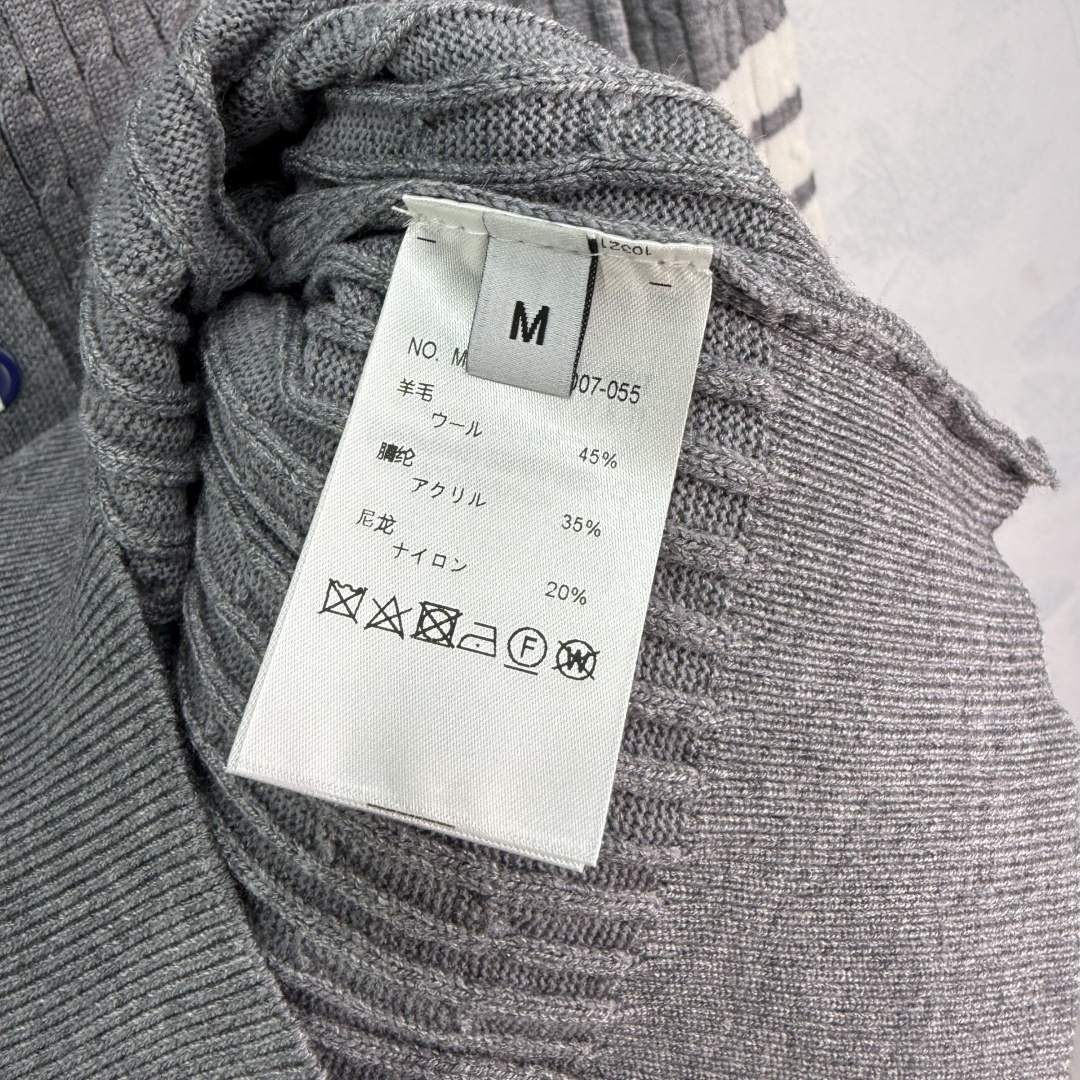 10321
M
NO. M 007-055
羊毛
ウール 45%
腈纶
アクリル 35%
尼龙
ナイロン 20%
F W